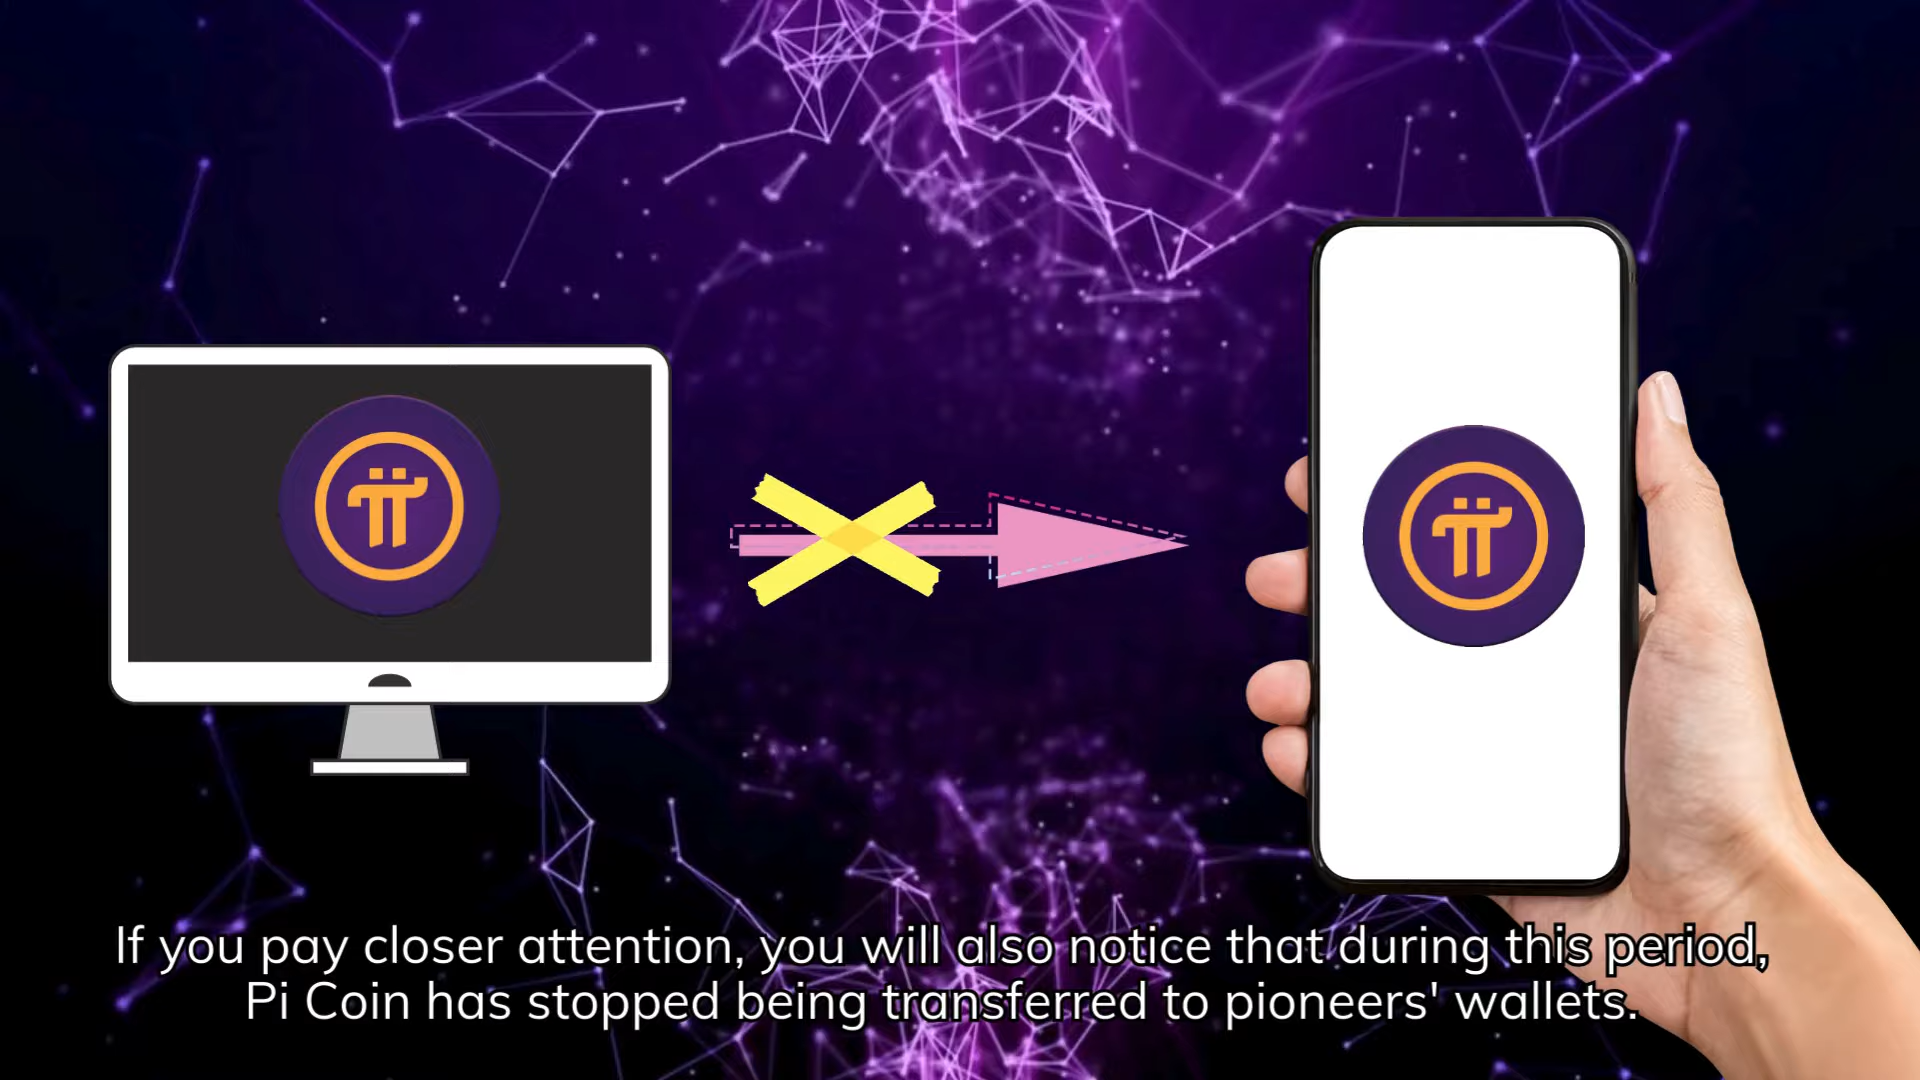 If you pay closer attention, you will also notice that during this period,
Pi Coin has stopped being transferred to pioneers' wallets.